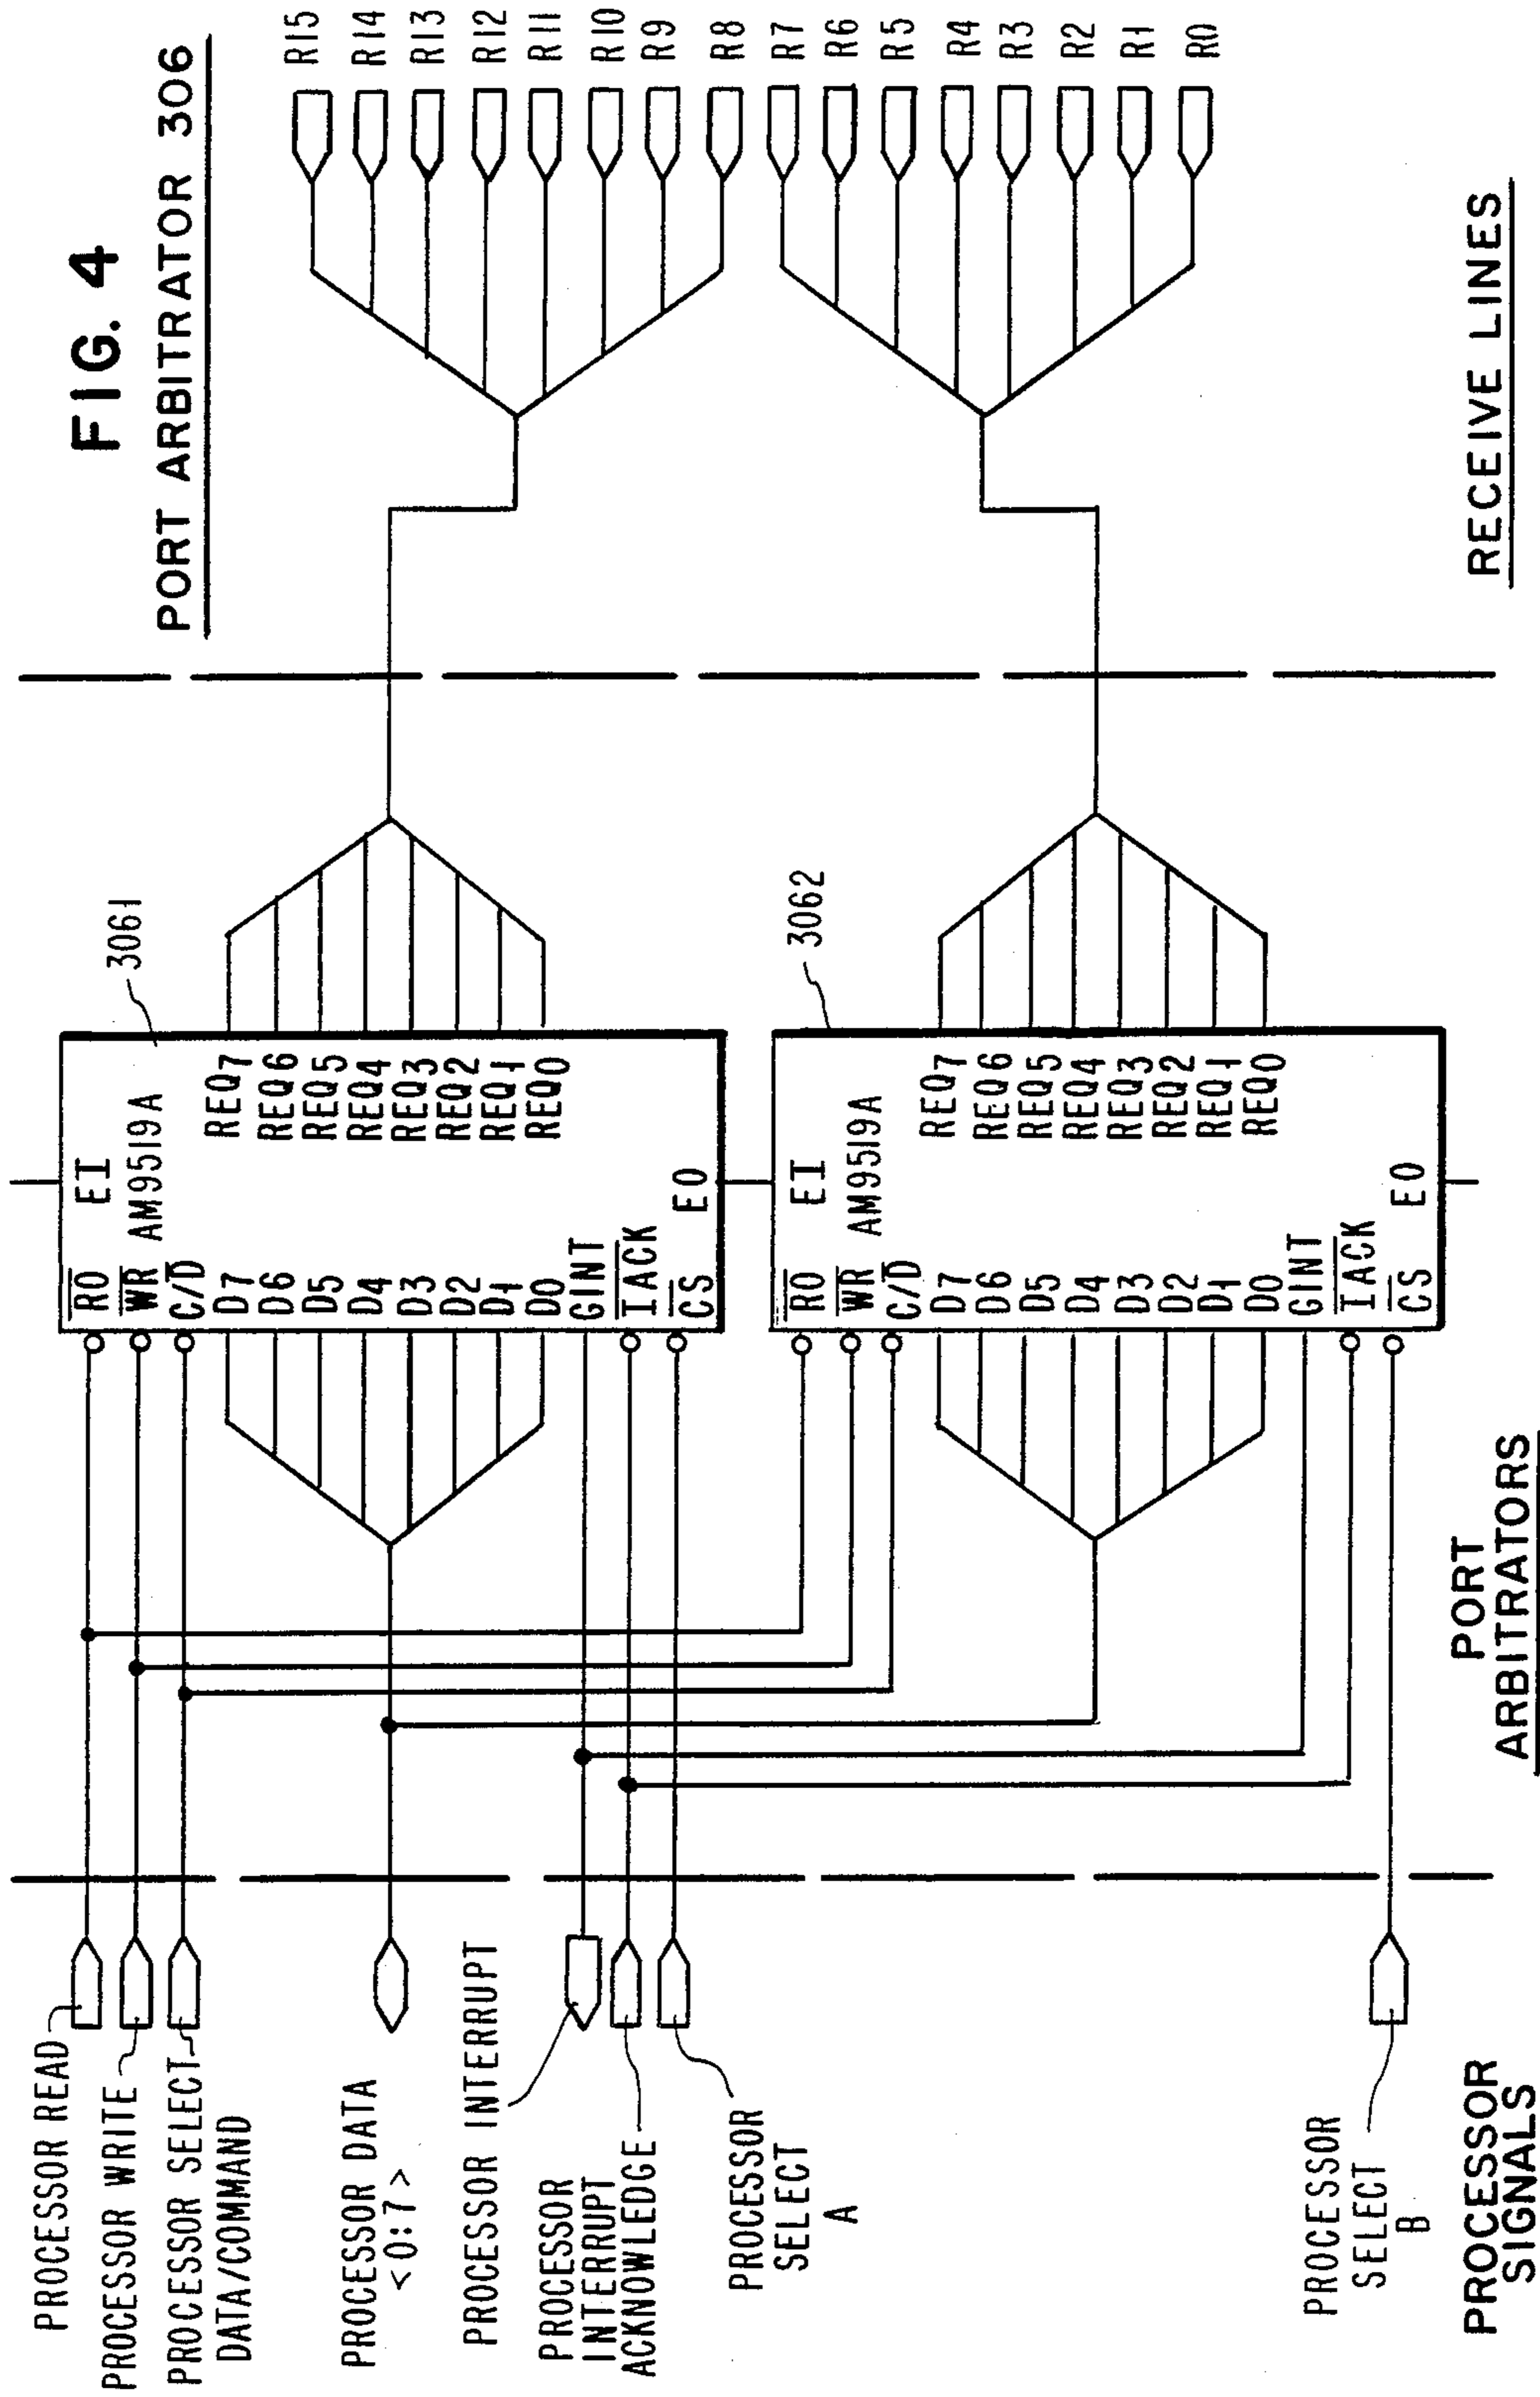 FIG. 4
PORT ARBITRATOR 306
PROCESSOR READ
PROCESSOR WRITE
PROCESSOR SELECT
DATA/COMMAND
PROCESSOR DATA
<0:7>
PROCESSOR INTERRUPT
PROCESSOR
INTERRUPT
ACKNOWLEDGE
PROCESSOR
SELECT
A
PROCESSOR
SELECT
B
PROCESSOR
SIGNALS
3061
EI
AM9519A
RO
WR
C/D
D7
D6
D5
D4
D3
D2
D1
D0
GINT
IACK
CS
EO
REQ7
REQ6
REQ5
REQ4
REQ3
REQ2
REQ1
REQ0
3062
EI
AM9519A
RO
WR
C/D
D7
D6
D5
D4
D3
D2
D1
D0
GINT
IACK
CS
EO
REQ7
REQ6
REQ5
REQ4
REQ3
REQ2
REQ1
REQ0
PORT
ARBITRATORS
R15
R14
R13
R12
R11
R10
R9
R8
R7
R6
R5
R4
R3
R2
R1
R0
RECEIVE LINES